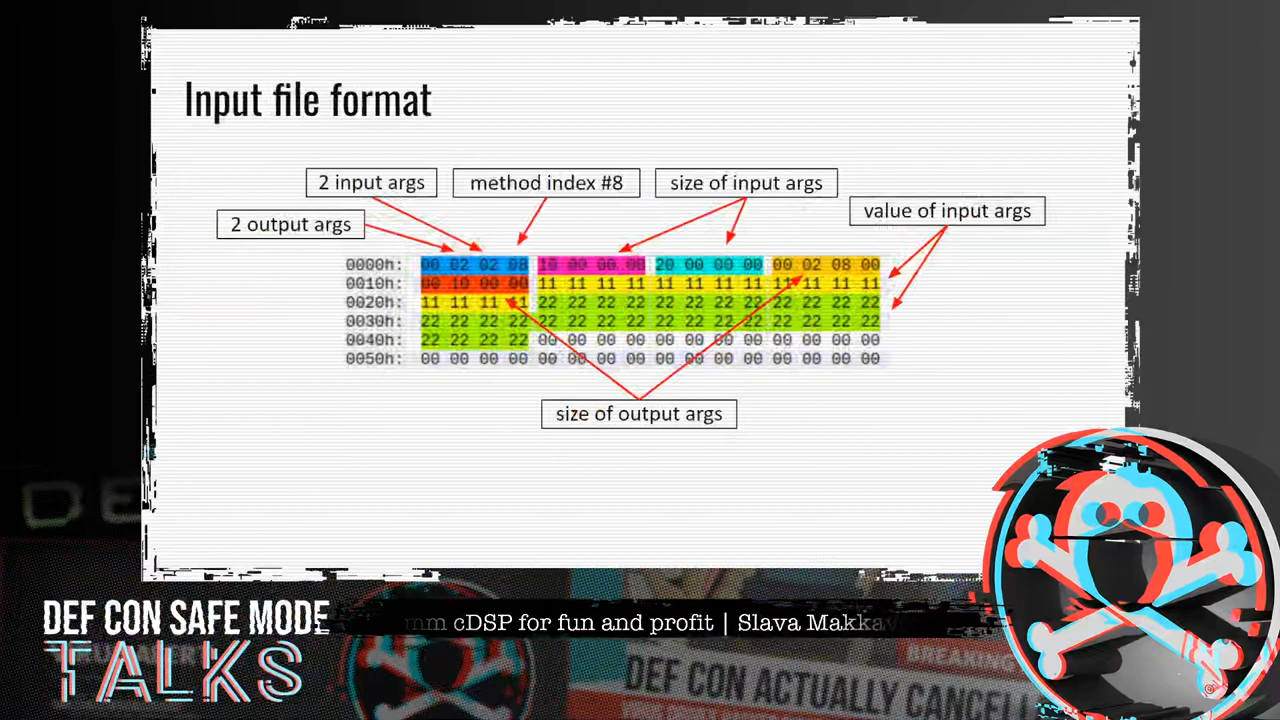 Input file format
2 input args
method index #8
size of input args
2 output args
value of input args
0000h: 00 02 02 08 10 00 00 00 20 00 00 00 00 02 08 00
0010h: 00 10 00 00 11 11 11 11 11 11 11 11 11 11 11 11
0020h: 11 11 11 11 22 22 22 22 22 22 22 22 22 22 22 22
0030h: 22 22 22 22 22 22 22 22 22 22 22 22 22 22 22 22
0040h: 22 22 22 22 00 00 00 00 00 00 00 00 00 00 00 00
0050h: 00 00 00 00 00 00 00 00 00 00 00 00 00 00 00 00
size of output args
DE
DEF CON SAFE MODE
TALKS
mm cDSP for fun and profit | Slava Makkav
BREAKING
DEF CON ACTUALLY CANCELL